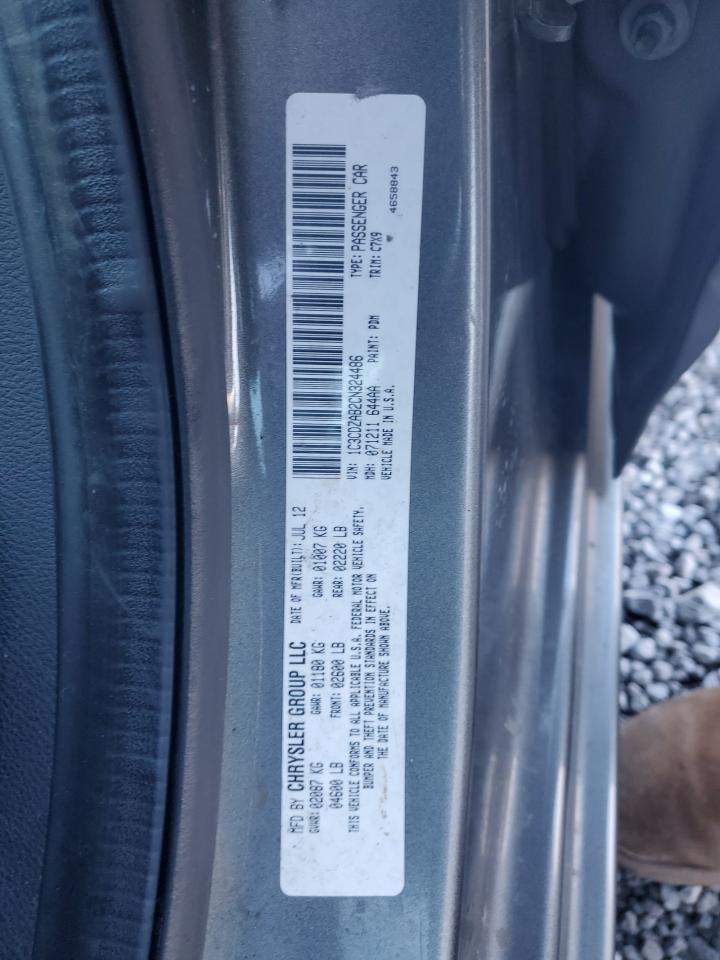 MFD BY CHRYSLER GROUP LLC DATE OF MFR(BUILT): JUL 12
GVWR: 02087 KG GAWR: 01180 KG GAWR: 01007 KG
04600 LB FRONT: 02600 LB REAR: 02220 LB
THIS VEHICLE CONFORMS TO ALL APPLICABLE U.S.A. FEDERAL MOTOR VEHICLE SAFETY,
BUMPER AND THEFT PREVENTION STANDARDS IN EFFECT ON
THE DATE OF MANUFACTURE SHOWN ABOVE.
VIN: 1C3CDZAB2CN324486 TYPE: PASSENGER CAR
MDH: 071211 644AA PAINT: PDM TRIM: C7X9
VEHICLE MADE IN U.S.A. 4658843